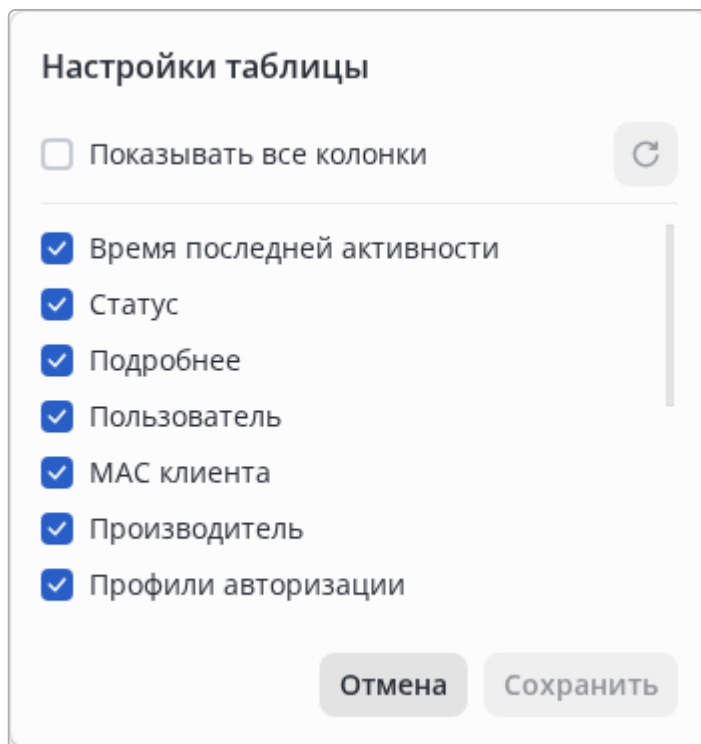 Настройки таблицы
Показывать все колонки
Время последней активности
Статус
Подробнее
Пользователь
MAC клиента
Производитель
Профили авторизации
Отмена Сохранить